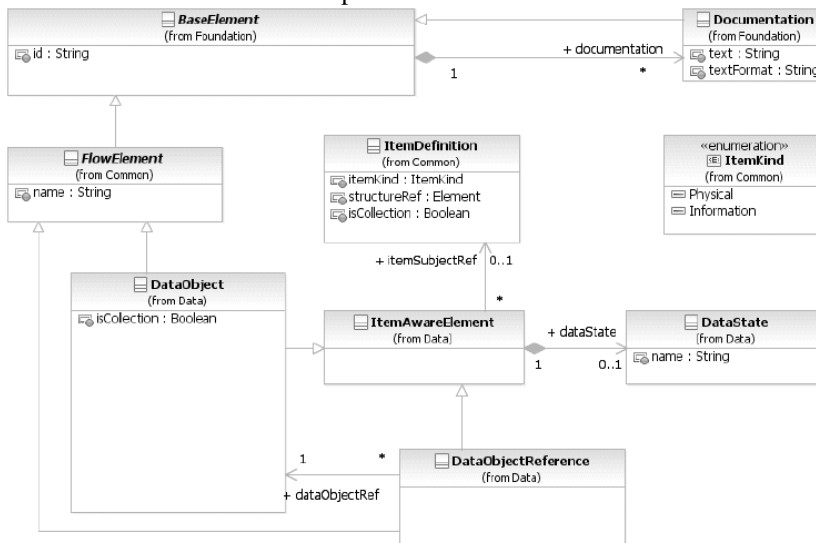 BaseElement
(from Foundation)
id : String
Documentation
(from Foundation)
text : String
textFormat : String
+ documentation
1
*
FlowElement
(from Common)
name : String
ItemDefinition
(from Common)
itemKind : ItemKind
structureRef : Element
isCollection : Boolean
«enumeration»
ItemKind
(from Common)
Physical
Information
+ itemSubjectRef 0..1
*
DataObject
(from Data)
isCollection : Boolean
ItemAwareElement
(from Data)
+ dataState
1
0..1
DataState
(from Data)
name : String
1
*
+ dataObjectRef
DataObjectReference
(from Data)